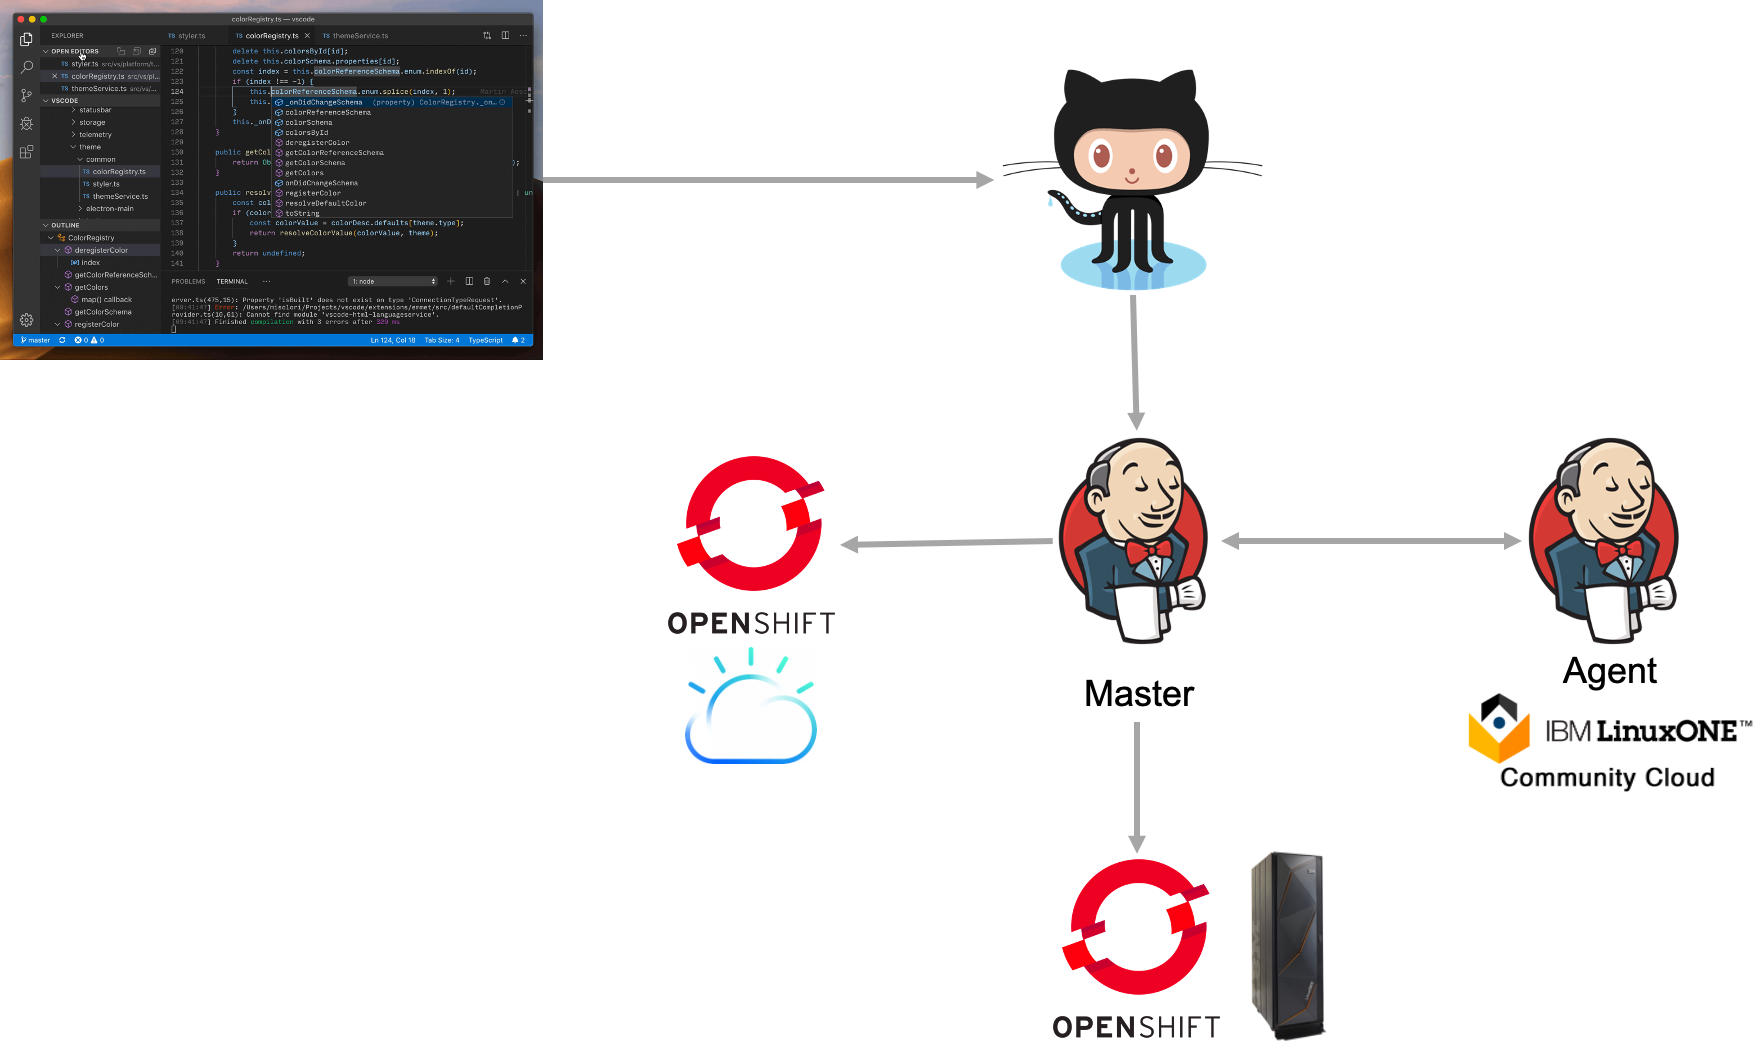 colorRegistry.ts — vscode
EXPLORER
OPEN EDITORS
styler.ts src/vs/platform/t...
colorRegistry.ts src/vs/pl...
themeService.ts src/vs/...
VSCODE
statusbar
storage
telemetry
theme
common
colorRegistry.ts
styler.ts
themeService.ts
electron-main
OUTLINE
ColorRegistry
deregisterColor
index
getColorReferenceSch...
getColors
map() callback
getColorSchema
registerColor
TS styler.ts
TS colorRegistry.ts
TS themeService.ts
120 delete this.colorsById[id];
121 delete this.colorSchema.properties[id];
122 const index = this.colorReferenceSchema.enum.indexOf(id);
123 if (index !== -1) {
124 this.colorReferenceSchema.enum.splice(index, 1);
125 this.
126 }
127 this._onD
128 }
129
130 public getCol
131 return Ob
132 }
133
134 public resolv
135 const col
136 if (color
137 const colorValue = colorDesc.defaults[theme.type];
138 return resolveColorValue(colorValue, theme);
139 }
140 return undefined;
141 }
_onDidChangeSchema (property) ColorRegistry._on...
colorReferenceSchema
colorSchema
colorsById
deregisterColor
getColorReferenceSchema
getColorSchema
getColors
onDidChangeSchema
registerColor
resolveDefaultColor
toString
PROBLEMS TERMINAL ··· 1: node
erver.ts(475,15): Property 'isBuilt' does not exist on type 'ConnectionTypeRequest'.
[09:41:47] Error: /Users/misolori/Projects/vscode/extensions/emmet/src/defaultCompletionP
rovider.ts(10,61): Cannot find module 'vscode-html-languageservice'.
[09:41:47] Finished compilation with 3 errors after 329 ms
master 0 0 Ln 124, Col 18 Tab Size: 4 TypeScript 2
OPENSHIFT
Master
Agent
IBM LinuxONE™
Community Cloud
OPENSHIFT